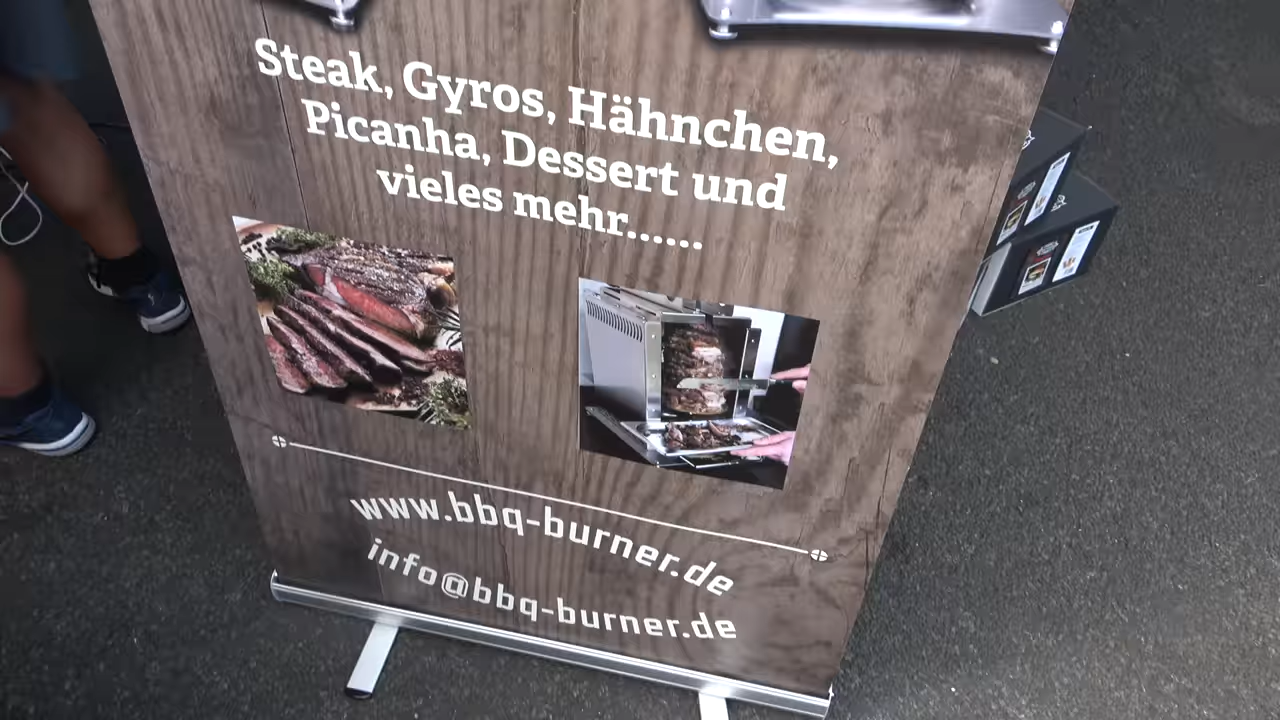 Steak, Gyros, Hähnchen,
Picanha, Dessert und
vieles mehr......
www.bbq-burner.de
info@bbq-burner.de